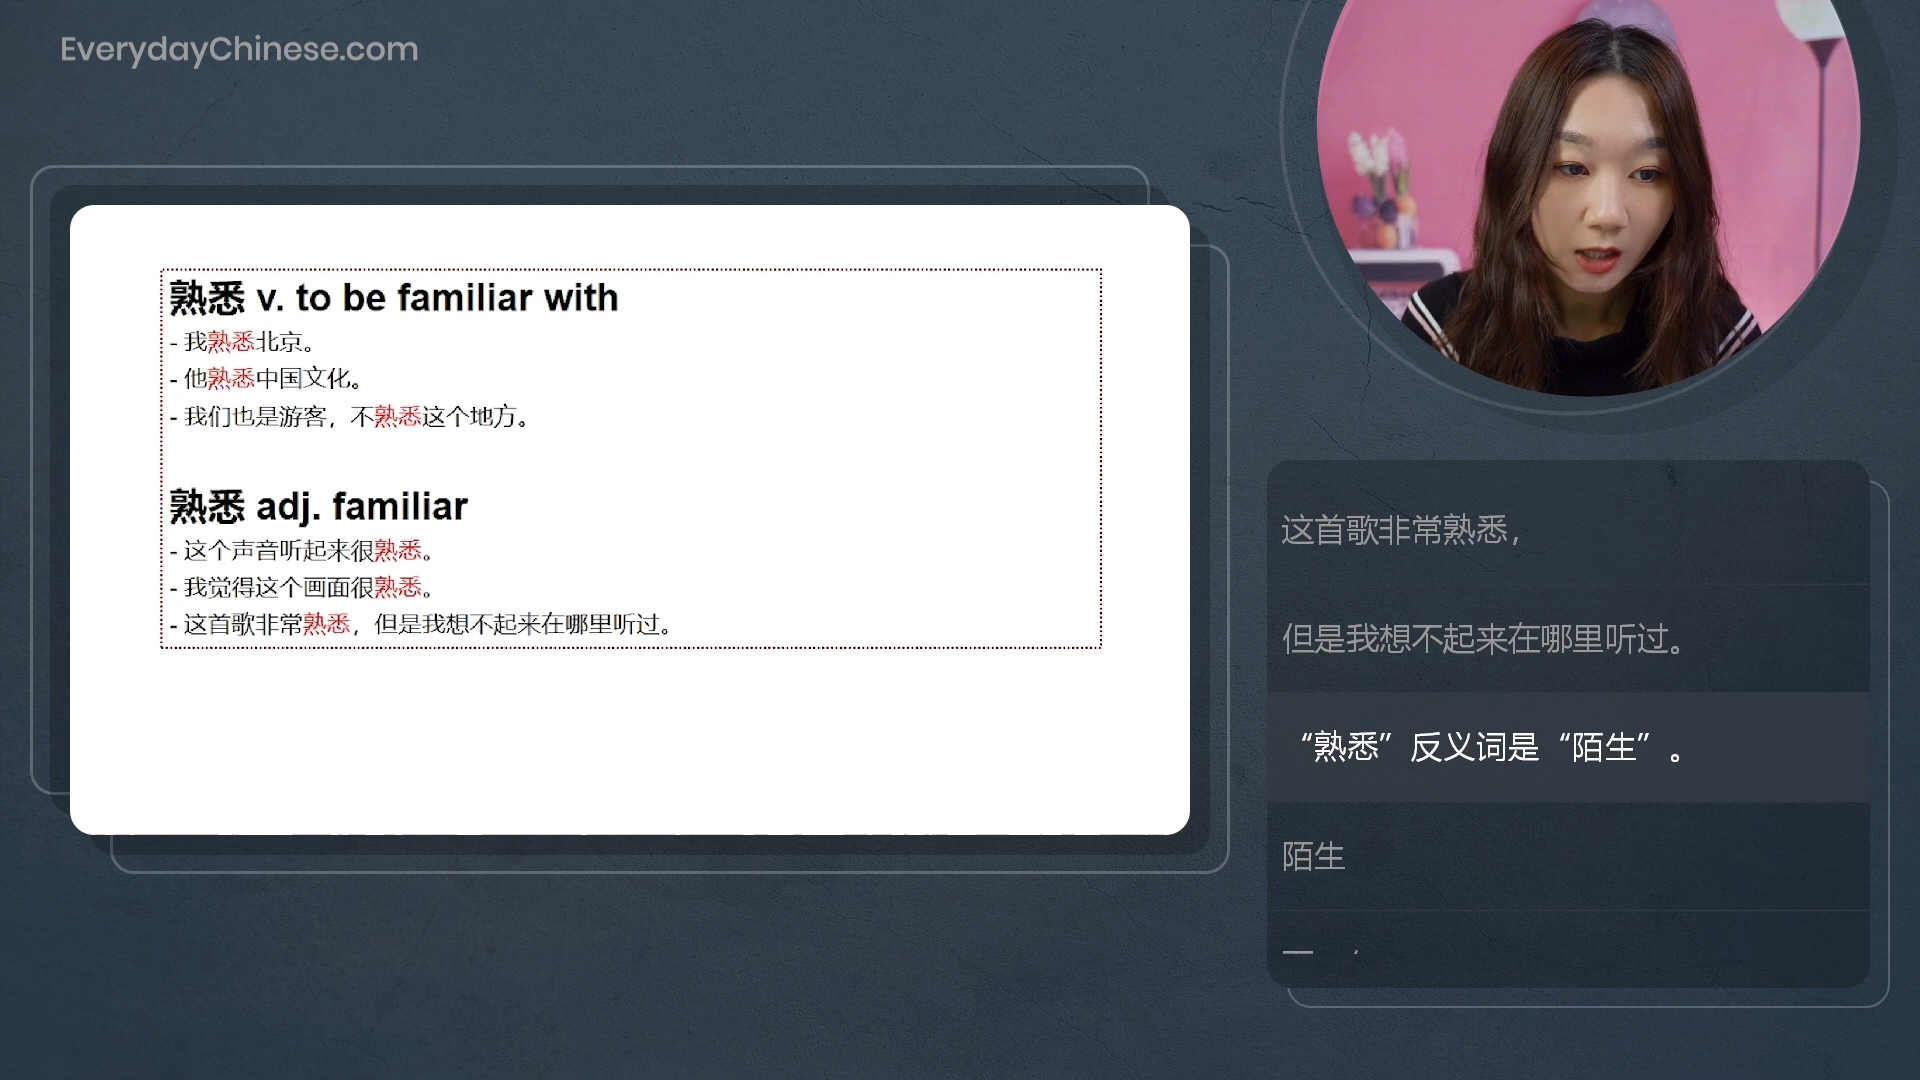 EverydayChinese.com
熟悉 v. to be familiar with
- 我熟悉北京。
- 他熟悉中国文化。
- 我们也是游客，不熟悉这个地方。
熟悉 adj. familiar
- 这个声音听起来很熟悉。
- 我觉得这个画面很熟悉。
- 这首歌非常熟悉，但是我想不起来在哪里听过。
这首歌非常熟悉，
但是我想不起来在哪里听过。
“熟悉”反义词是“陌生”。
陌生